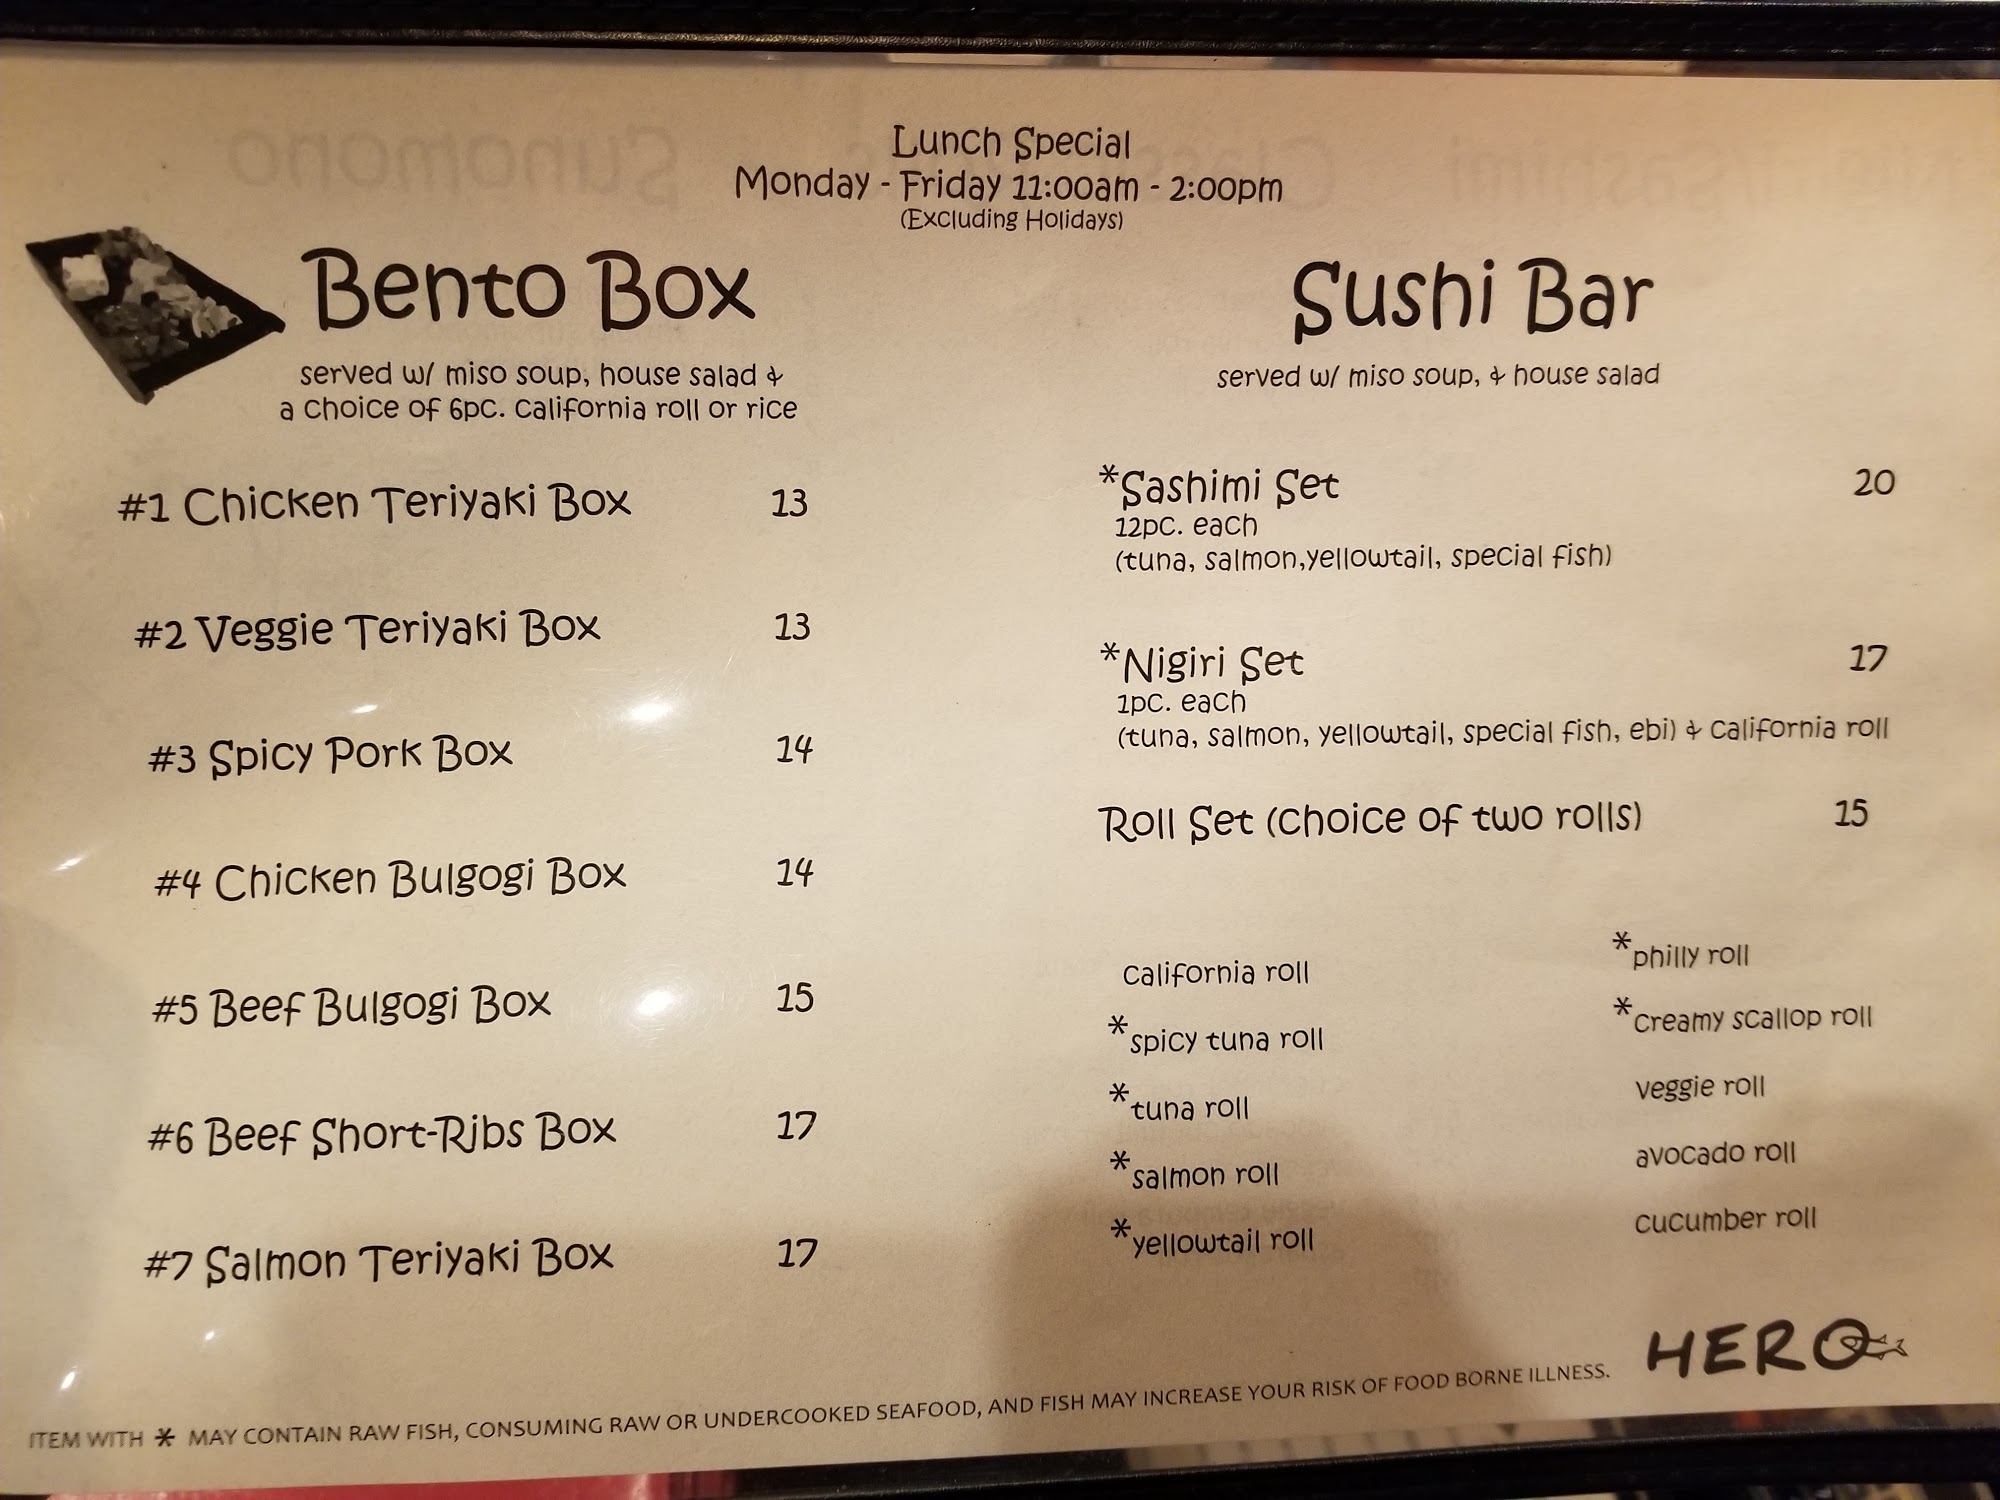 Lunch Special
Monday - Friday 11:00am - 2:00pm
(Excluding Holidays)
Bento Box
served w/ miso soup, house salad &
a choice of 6pc. California roll or rice
#1 Chicken Teriyaki Box 13
#2 Veggie Teriyaki Box 13
#3 Spicy Pork Box 14
#4 Chicken Bulgogi Box 14
#5 Beef Bulgogi Box 15
#6 Beef Short-Ribs Box 17
#7 Salmon Teriyaki Box 17
Sushi Bar
served w/ miso soup, & house salad
*Sashimi Set 20
12pc. each
(tuna, salmon,yellowtail, special fish)
*Nigiri Set 17
1pc. each
(tuna, salmon, yellowtail, special fish, ebi) & California roll
Roll Set (choice of two rolls) 15
California roll
*spicy tuna roll
*tuna roll
*salmon roll
*yellowtail roll
*philly roll
*creamy scallop roll
veggie roll
avocado roll
cucumber roll
HERO
ITEM WITH * MAY CONTAIN RAW FISH, CONSUMING RAW OR UNDERCOOKED SEAFOOD, AND FISH MAY INCREASE YOUR RISK OF FOOD BORNE ILLNESS.